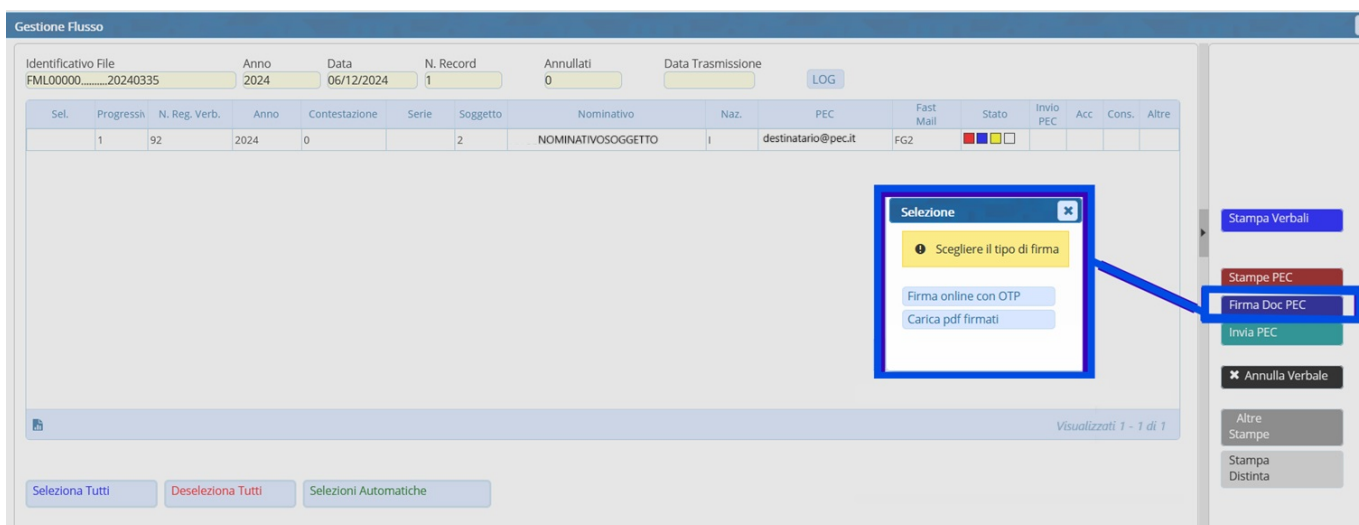 Gestione Flusso
Identificativo File Anno Data N. Record Annullati Data Trasmissione
FML00000..........20240335 2024 06/12/2024 1 0 LOG
Sel. Progressiv N. Reg. Verb. Anno Contestazione Serie Soggetto Nominativo Naz. PEC Fast Mail Stato Invio PEC Acc Cons. Altre
1 92 2024 0 2 NOMINATIVOSOGGETTO I destinatario@pec.it FG2
Selezione
Scegliere il tipo di firma
Firma online con OTP
Carica pdf firmati
Visualizzati 1 - 1 di 1
Seleziona Tutti Deseleziona Tutti Selezioni Automatiche
Stampa Verbali
Stampe PEC
Firma Doc PEC
Invia PEC
Annulla Verbale
Altre
Stampe
Stampa
Distinta